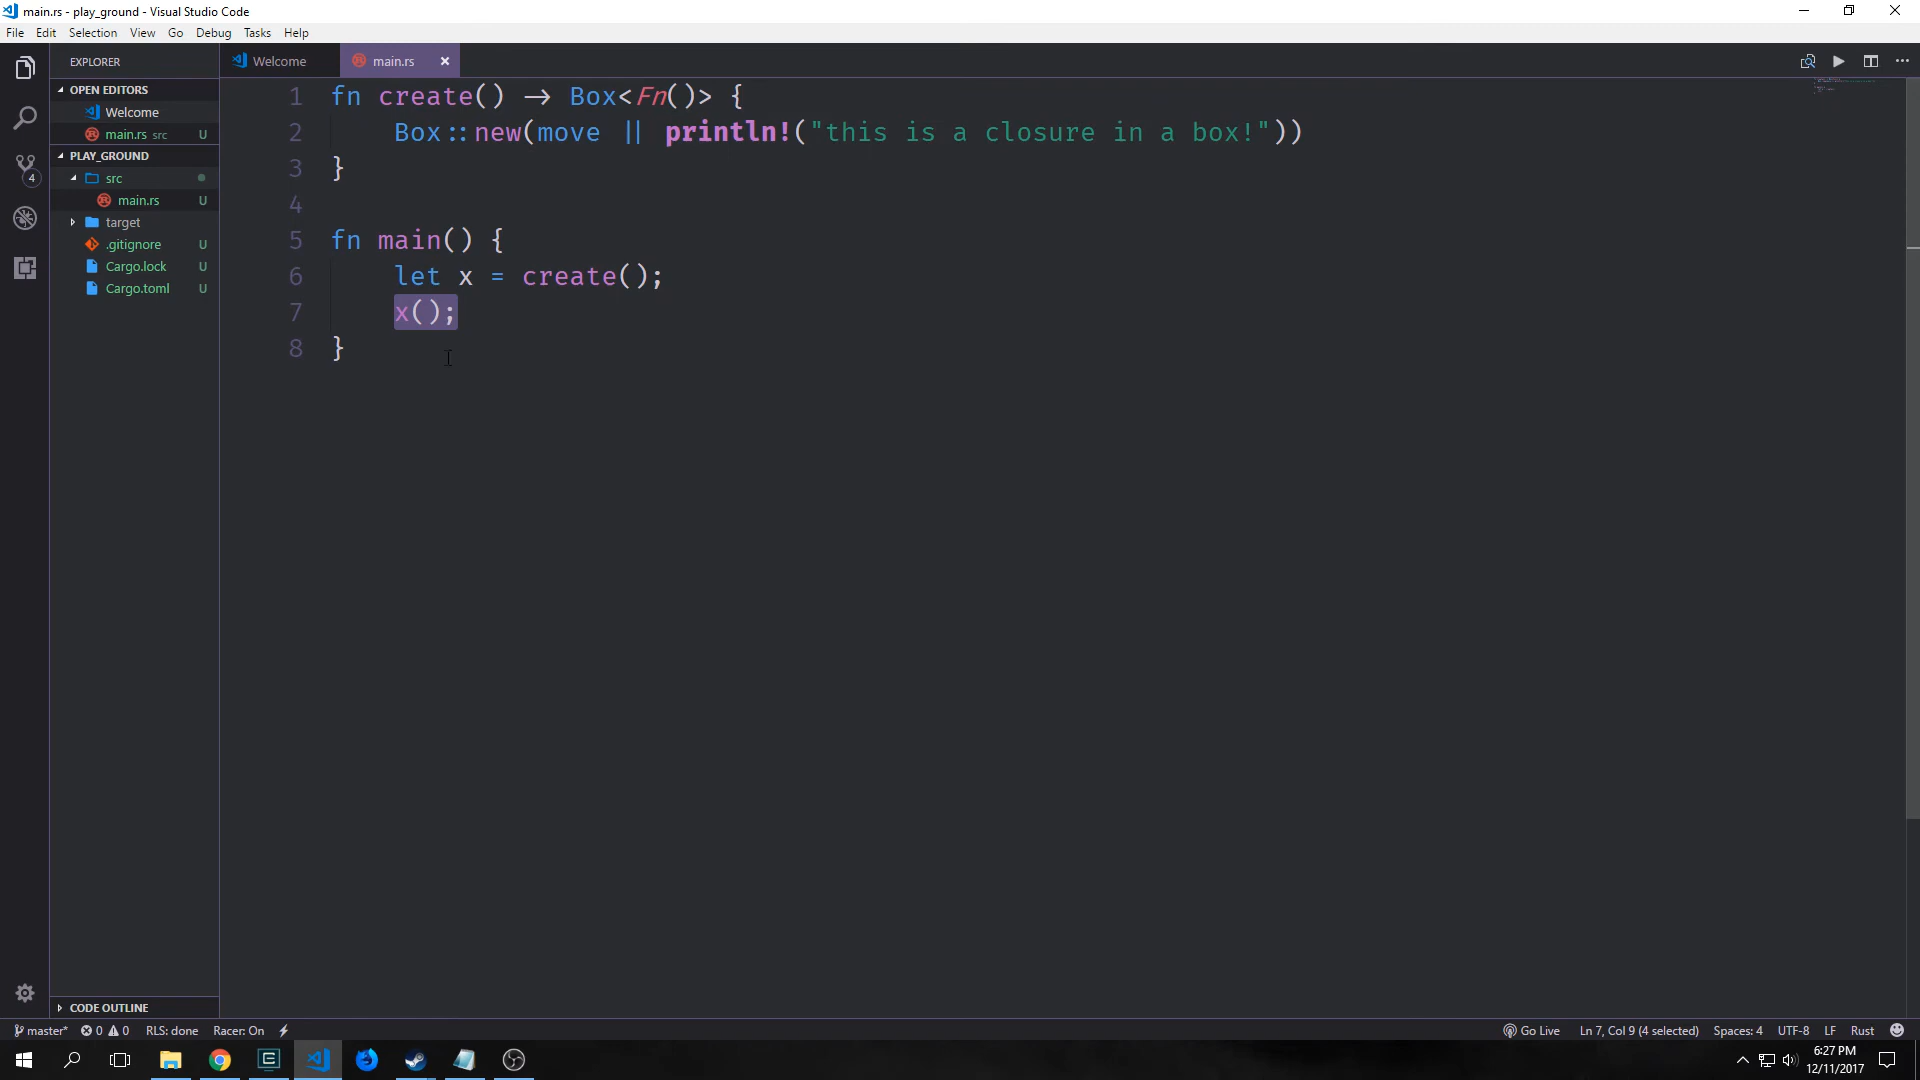 main.rs - play_ground - Visual Studio Code
File Edit Selection View Go Debug Tasks Help
EXPLORER
OPEN EDITORS
Welcome
main.rs src U
PLAY_GROUND
src
main.rs U
target
.gitignore U
Cargo.lock U
Cargo.toml U
CODE OUTLINE
4
Welcome main.rs
1 fn create() -> Box<Fn()> {
2 Box::new(move || println!("this is a closure in a box!"))
3 }
4
5 fn main() {
6 let x = create();
7 x();
8 }
master* 0 0 RLS: done Racer: On Go Live Ln 7, Col 9 (4 selected) Spaces: 4 UTF-8 LF Rust
6:27 PM
12/11/2017